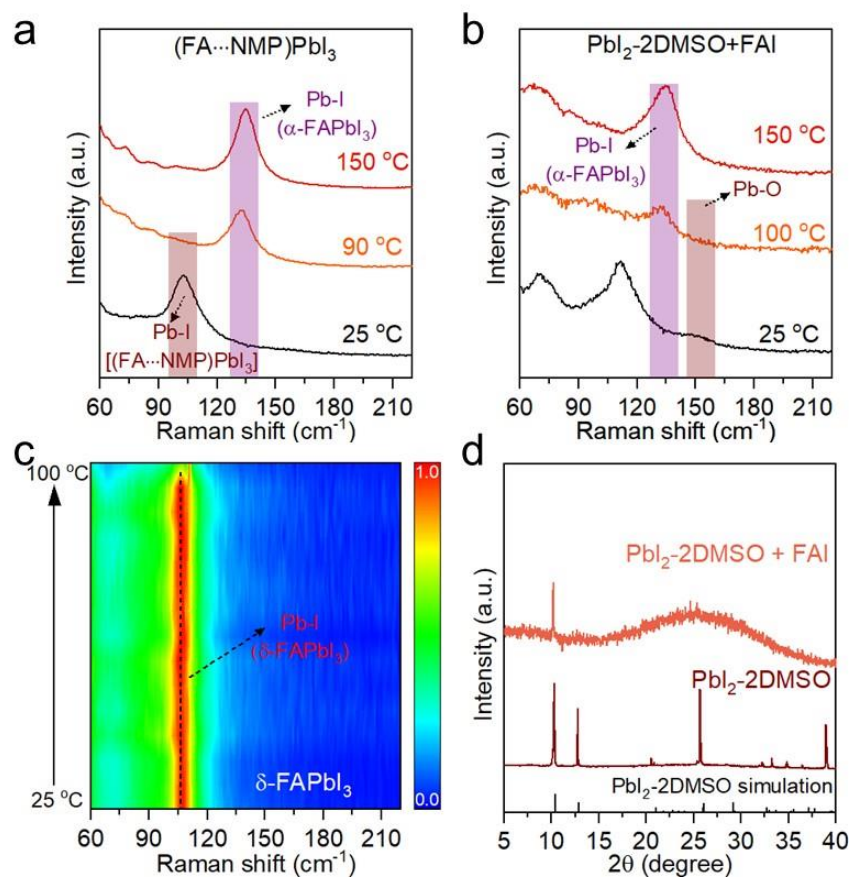 a
(FA···NMP)PbI₃
Pb-I
(α-FAPbI₃)
150 °C
90 °C
25 °C
Pb-I
[(FA···NMP)PbI₃]
Intensity (a.u.)
60 90 120 150 180 210
Raman shift (cm⁻¹)
b
PbI₂-2DMSO+FAI
150 °C
Pb-I
(α-FAPbI₃)
Pb-O
100 °C
25 °C
Intensity (a.u.)
60 90 120 150 180 210
Raman shift (cm⁻¹)
c
100 °C
25 °C
1.0
0.0
Pb-I
(δ-FAPbI₃)
δ-FAPbI₃
60 90 120 150 180 210
Raman shift (cm⁻¹)
d
PbI₂-2DMSO + FAI
PbI₂-2DMSO
PbI₂-2DMSO simulation
Intensity (a.u.)
5 10 15 20 25 30 35 40
2θ (degree)